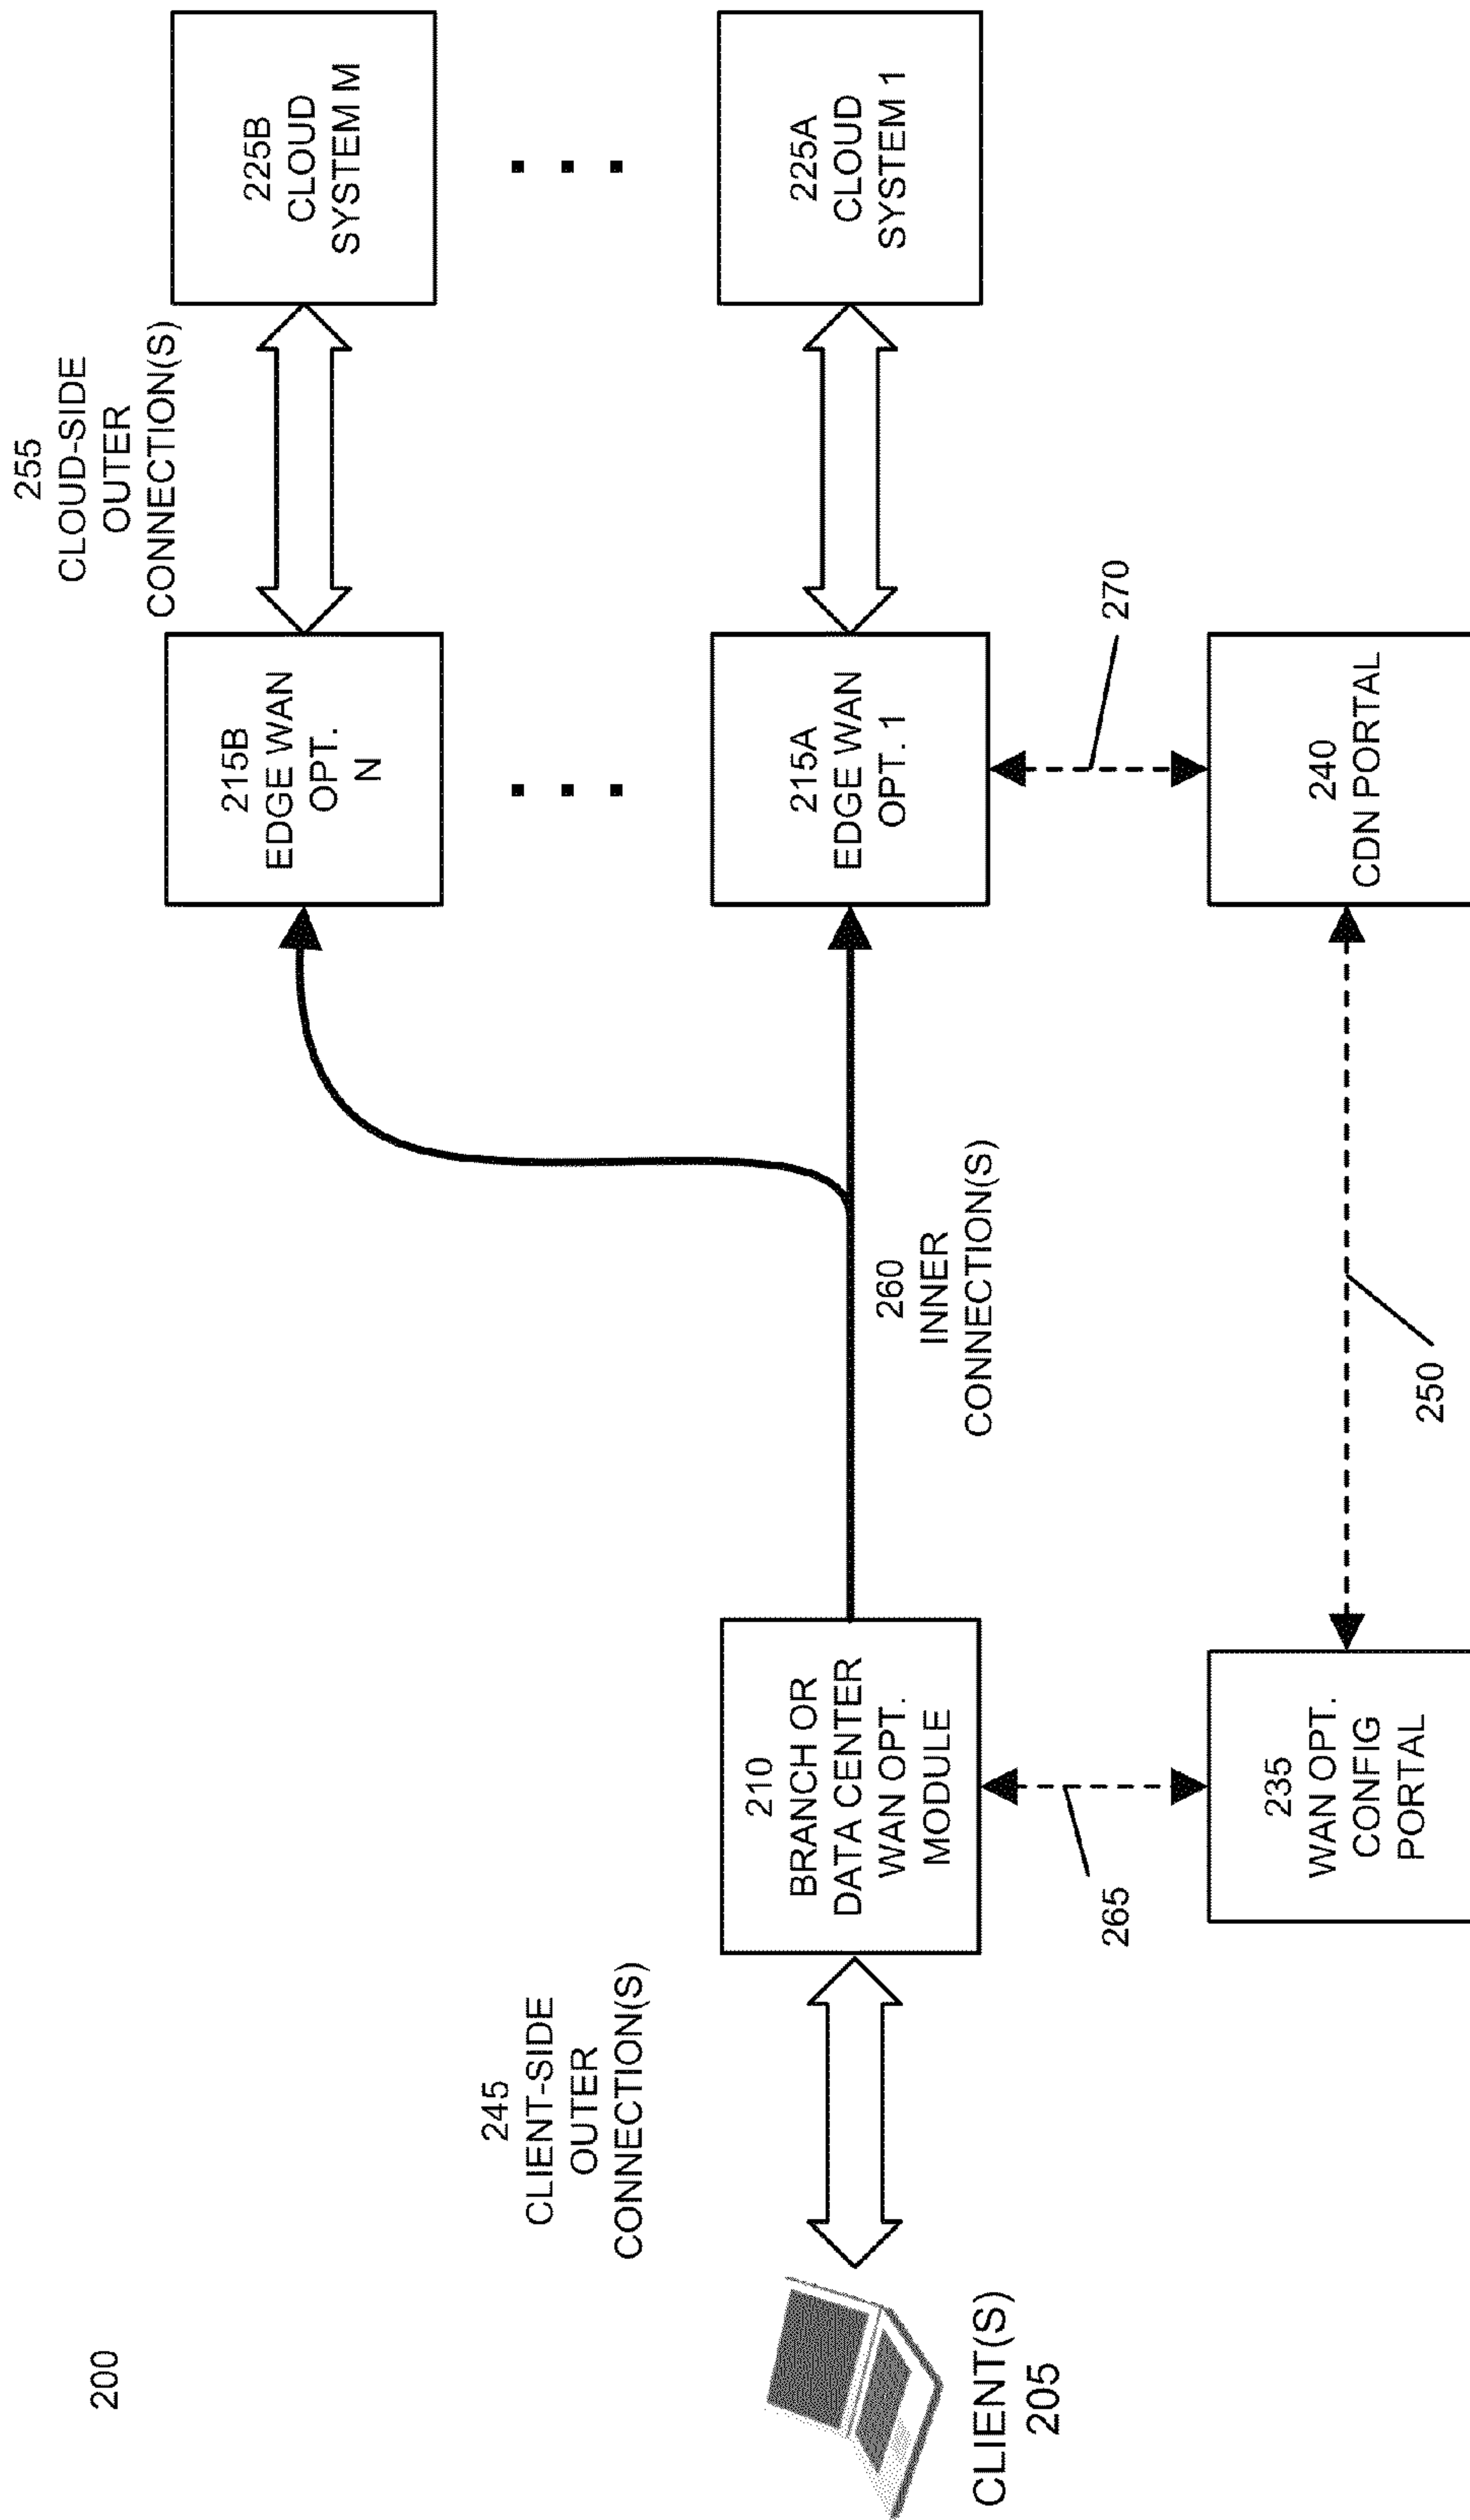 200
245
CLIENT-SIDE
OUTER
CONNECTION(S)
255
CLOUD-SIDE
OUTER
CONNECTION(S)
215B
EDGE WAN
OPT.
N
225B
CLOUD
SYSTEM M
CLIENT(S)
205
210
BRANCH OR
DATA CENTER
WAN OPT.
MODULE
260
INNER
CONNECTION(S)
215A
EDGE WAN
OPT. 1
225A
CLOUD
SYSTEM 1
265
270
235
WAN OPT.
CONFIG
PORTAL
250
240
CDN PORTAL